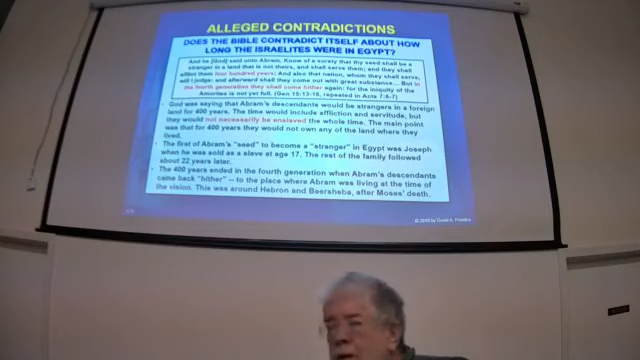 ALLEGED CONTRADICTIONS
DOES THE BIBLE CONTRADICT ITSELF ABOUT HOW
LONG THE ISRAELITES WERE IN EGYPT?
And he [God] said unto Abram, Know of a surety that thy seed shall be a
stranger in a land that is not theirs, and shall serve them; and they shall
afflict them four hundred years; And also that nation, whom they shall serve,
will I judge: and afterward shall they come out with great substance... But in
the fourth generation they shall come hither again: for the iniquity of the
Amorites is not yet full. (Gen 15:13-16, repeated in Acts 7:6-7)
• God was saying that Abram's descendants would be strangers in a foreign
land for 400 years. The time would include affliction and servitude, but
they would not necessarily be enslaved the whole time. The main point
was that for 400 years they would not own any of the land where they
lived.
• The first of Abram's "seed" to become a "stranger" in Egypt was Joseph
when he was sold as a slave at age 17. The rest of the family followed
about 22 years later.
• The 400 years ended in the fourth generation when Abram's descendants
came back "hither" – to the place where Abram was living at the time of
the vision. This was around Hebron and Beersheba, after Moses' death.